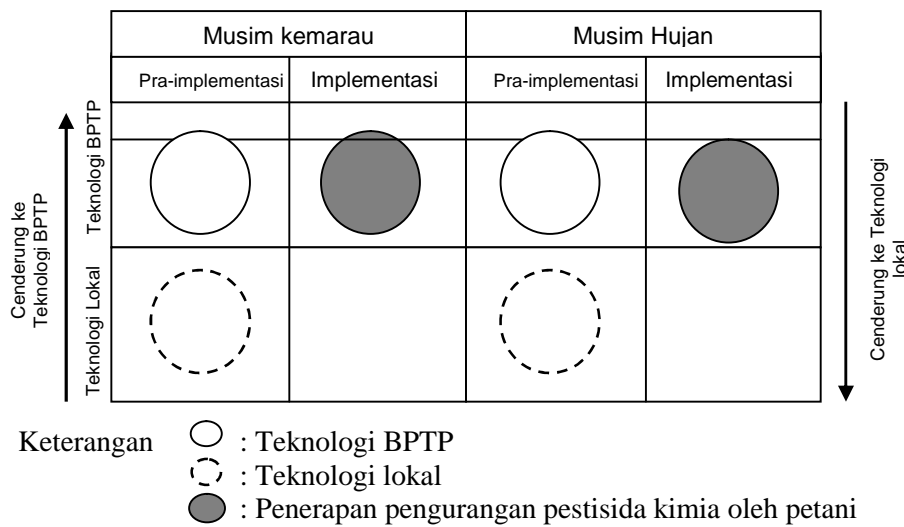 Musim kemarau
Musim Hujan
Pra-implementasi
Implementasi
Pra-implementasi
Implementasi
Cenderung ke
Teknologi BPTP
Teknologi BPTP
Teknologi Lokal
Cenderung ke Teknologi
lokal
Keterangan
: Teknologi BPTP
: Teknologi lokal
: Penerapan pengurangan pestisida kimia oleh petani